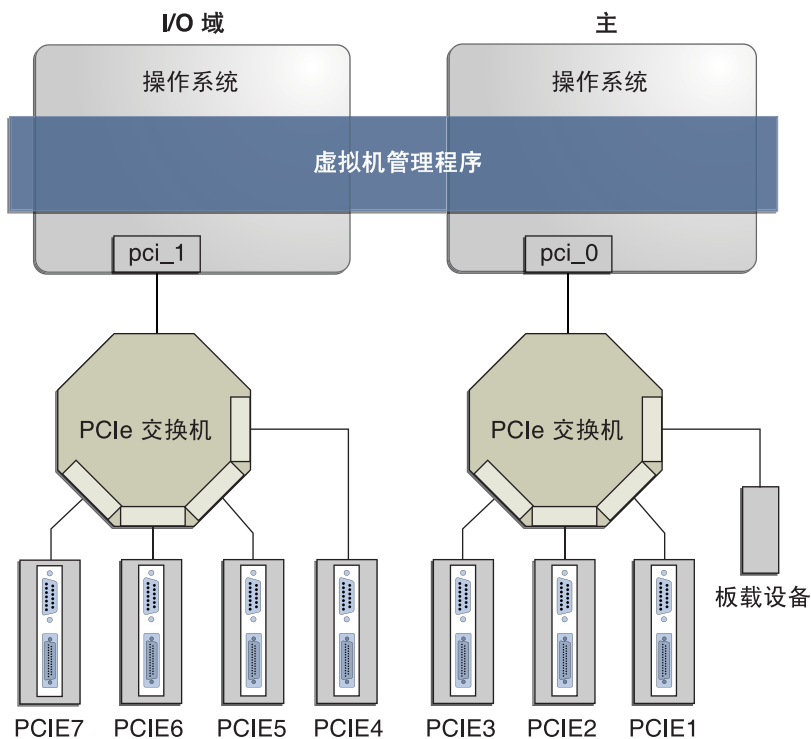 I/O 域
主
操作系统
操作系统
虚拟机管理程序
pci_1
pci_0
PCIe 交换机
PCIe 交换机
板载设备
PCIE7
PCIE6
PCIE5
PCIE4
PCIE3
PCIE2
PCIE1